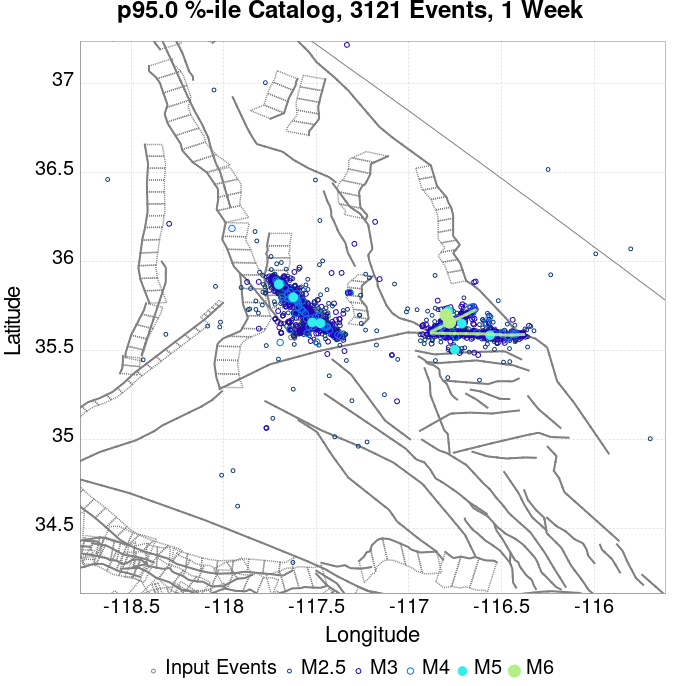 p95.0 %-ile Catalog, 3121 Events, 1 Week
37
36.5
36
35.5
35
34.5
Latitude
-118.5 -118 -117.5 -117 -116.5 -116
Longitude
Input Events M2.5 M3 M4 M5 M6